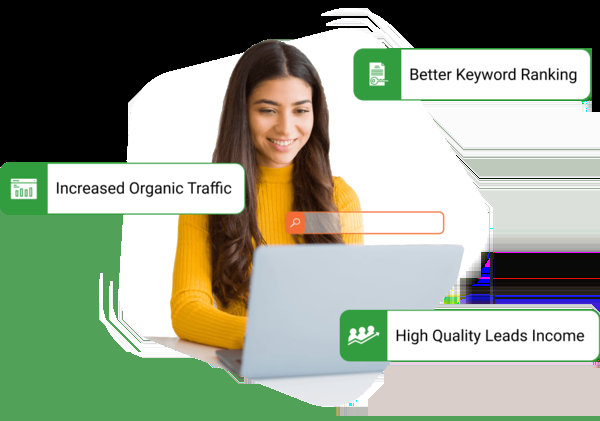 Better Keyword Ranking
Increased Organic Traffic
High Quality Leads Income